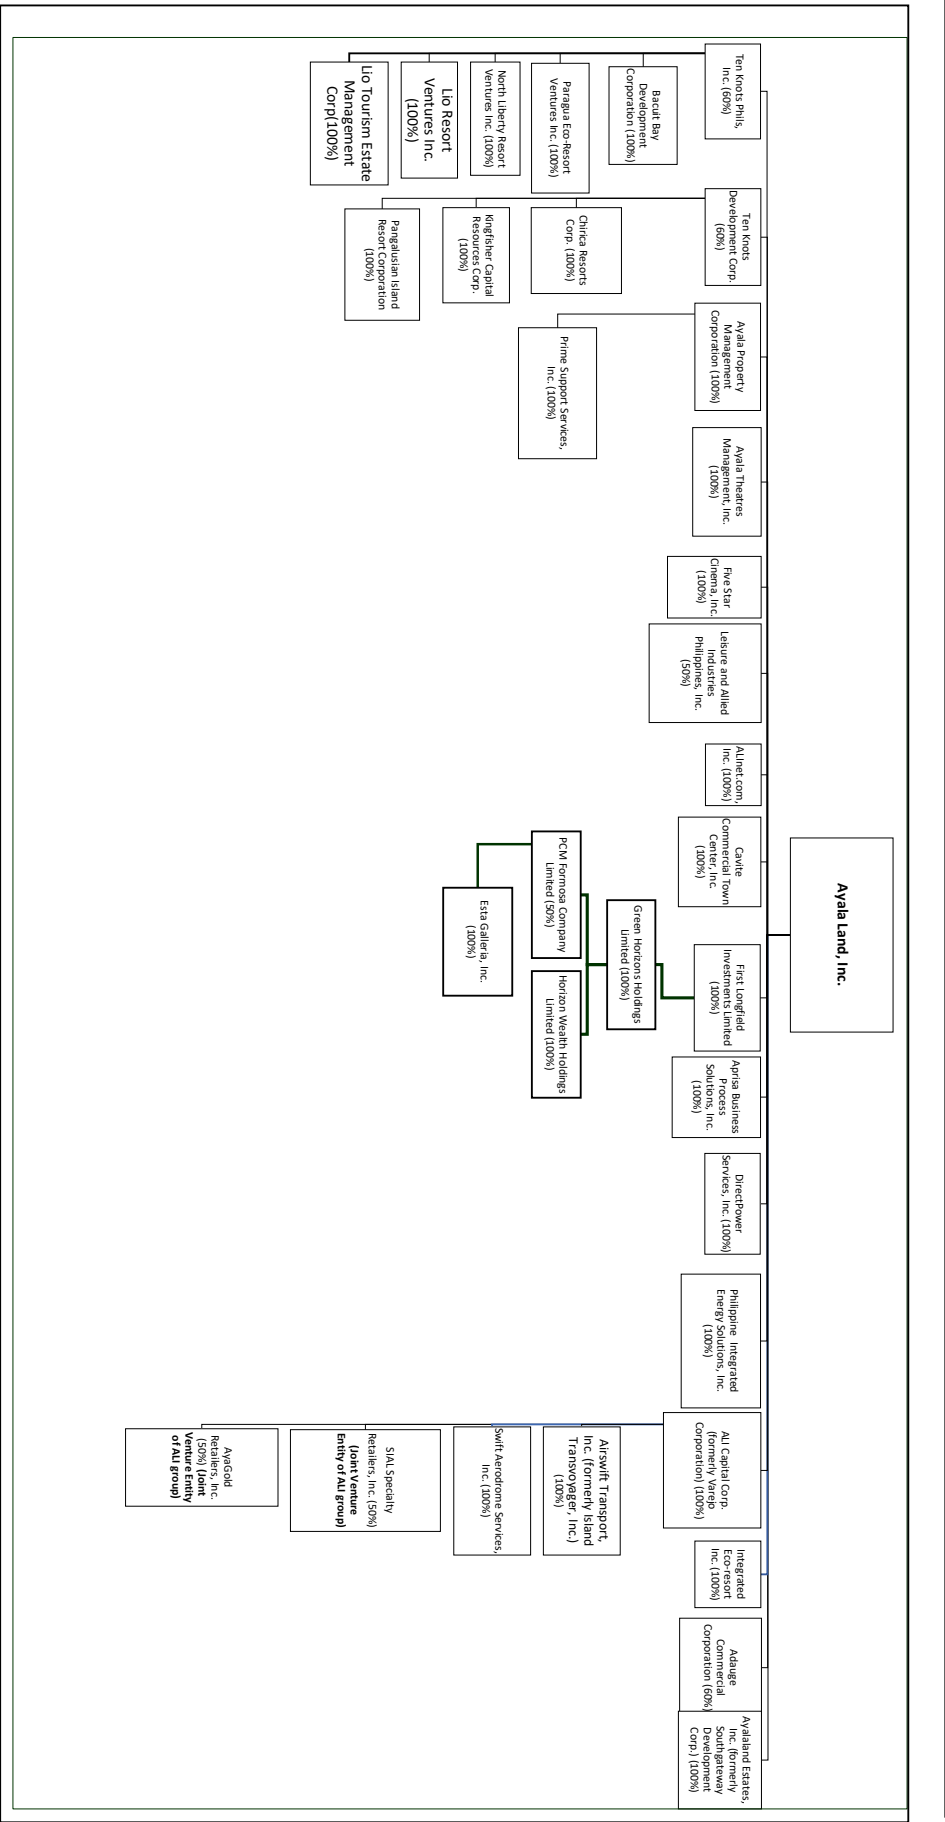 Ayala Land, Inc.
Ten Knots Phils,
Inc. (60%)
Bacuit Bay
Development
Corporation (100%)
Paragua Eco-Resort
Ventures Inc. (100%)
North Liberty Resort
Ventures Inc. (100%)
Lio Resort
Ventures Inc.
(100%)
Lio Tourism Estate
Management
Corp(100%)
Ten Knots
Development Corp.
(60%)
Chirica Resorts
Corp. (100%)
Kingfisher Capital
Resources Corp.
(100%)
Pangalusian Island
Resort Corporation
(100%)
Ayala Property
Management
Corporation (100%)
Prime Support Services,
Inc. (100%)
Ayala Theatres
Management, Inc.
(100%)
Five Star
Cinema, Inc.
(100%)
Leisure and Allied
Industries
Philippines, Inc.
(50%)
ALInet.com,
Inc. (100%)
Cavite
Commercial Town
Center, Inc.
(100%)
First Longfield
Investments Limited
(100%)
Green Horizons Holdings
Limited (100%)
PCM Formosa Company
Limited (50%)
Esta Galleria, Inc.
(100%)
Horizon Wealth Holdings
Limited (100%)
Aprisa Business
Process
Solutions, Inc.
(100%)
DirectPower
Services, Inc. (100%)
Philippine Integrated
Energy Solutions, Inc.
(100%)
ALI Capital Corp.
(formerly Varejo
Corporation) (100%)
Airswift Transport,
Inc. (formerly Island
Transvoyager, Inc.)
(100%)
Swift Aerodrome Services,
Inc. (100%)
SIAL Specialty
Retailers, Inc. (50%)
(Joint Venture
Entity of ALI group)
AyaGold
Retailers, Inc.
(50%) (Joint
Venture Entity
of ALI group)
Integrated
Eco-resort
Inc. (100%)
Adauge
Commercial
Corporation (60%)
Ayalaland Estates,
Inc. (formerly
Southgateway
Development
Corp.) (100%)